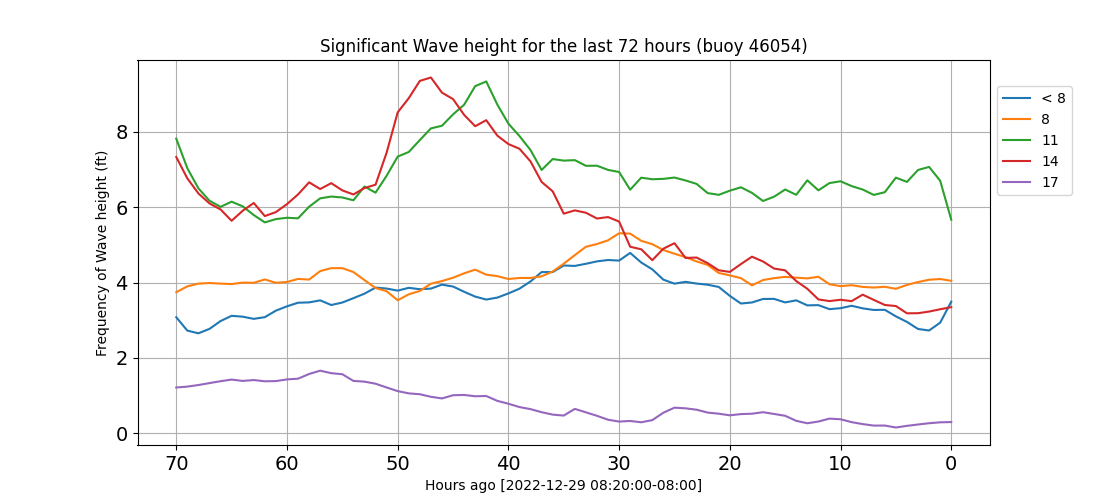 Significant Wave height for the last 72 hours (buoy 46054)
Frequency of Wave height (ft)
8
6
4
2
0
70 60 50 40 30 20 10 0
Hours ago [2022-12-29 08:20:00-08:00]
< 8
8
11
14
17